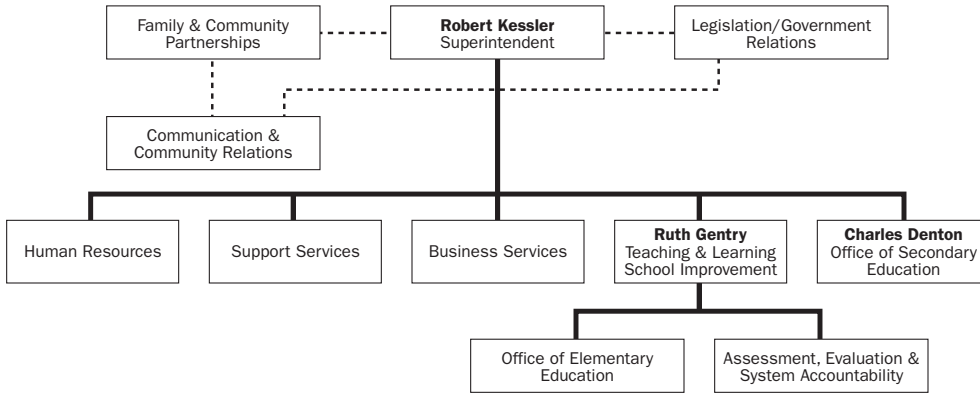 Family & Community
Partnerships
Robert Kessler
Superintendent
Legislation/Government
Relations
Communication &
Community Relations
Human Resources
Support Services
Business Services
Ruth Gentry
Teaching & Learning
School Improvement
Charles Denton
Office of Secondary
Education
Office of Elementary
Education
Assessment, Evaluation &
System Accountability